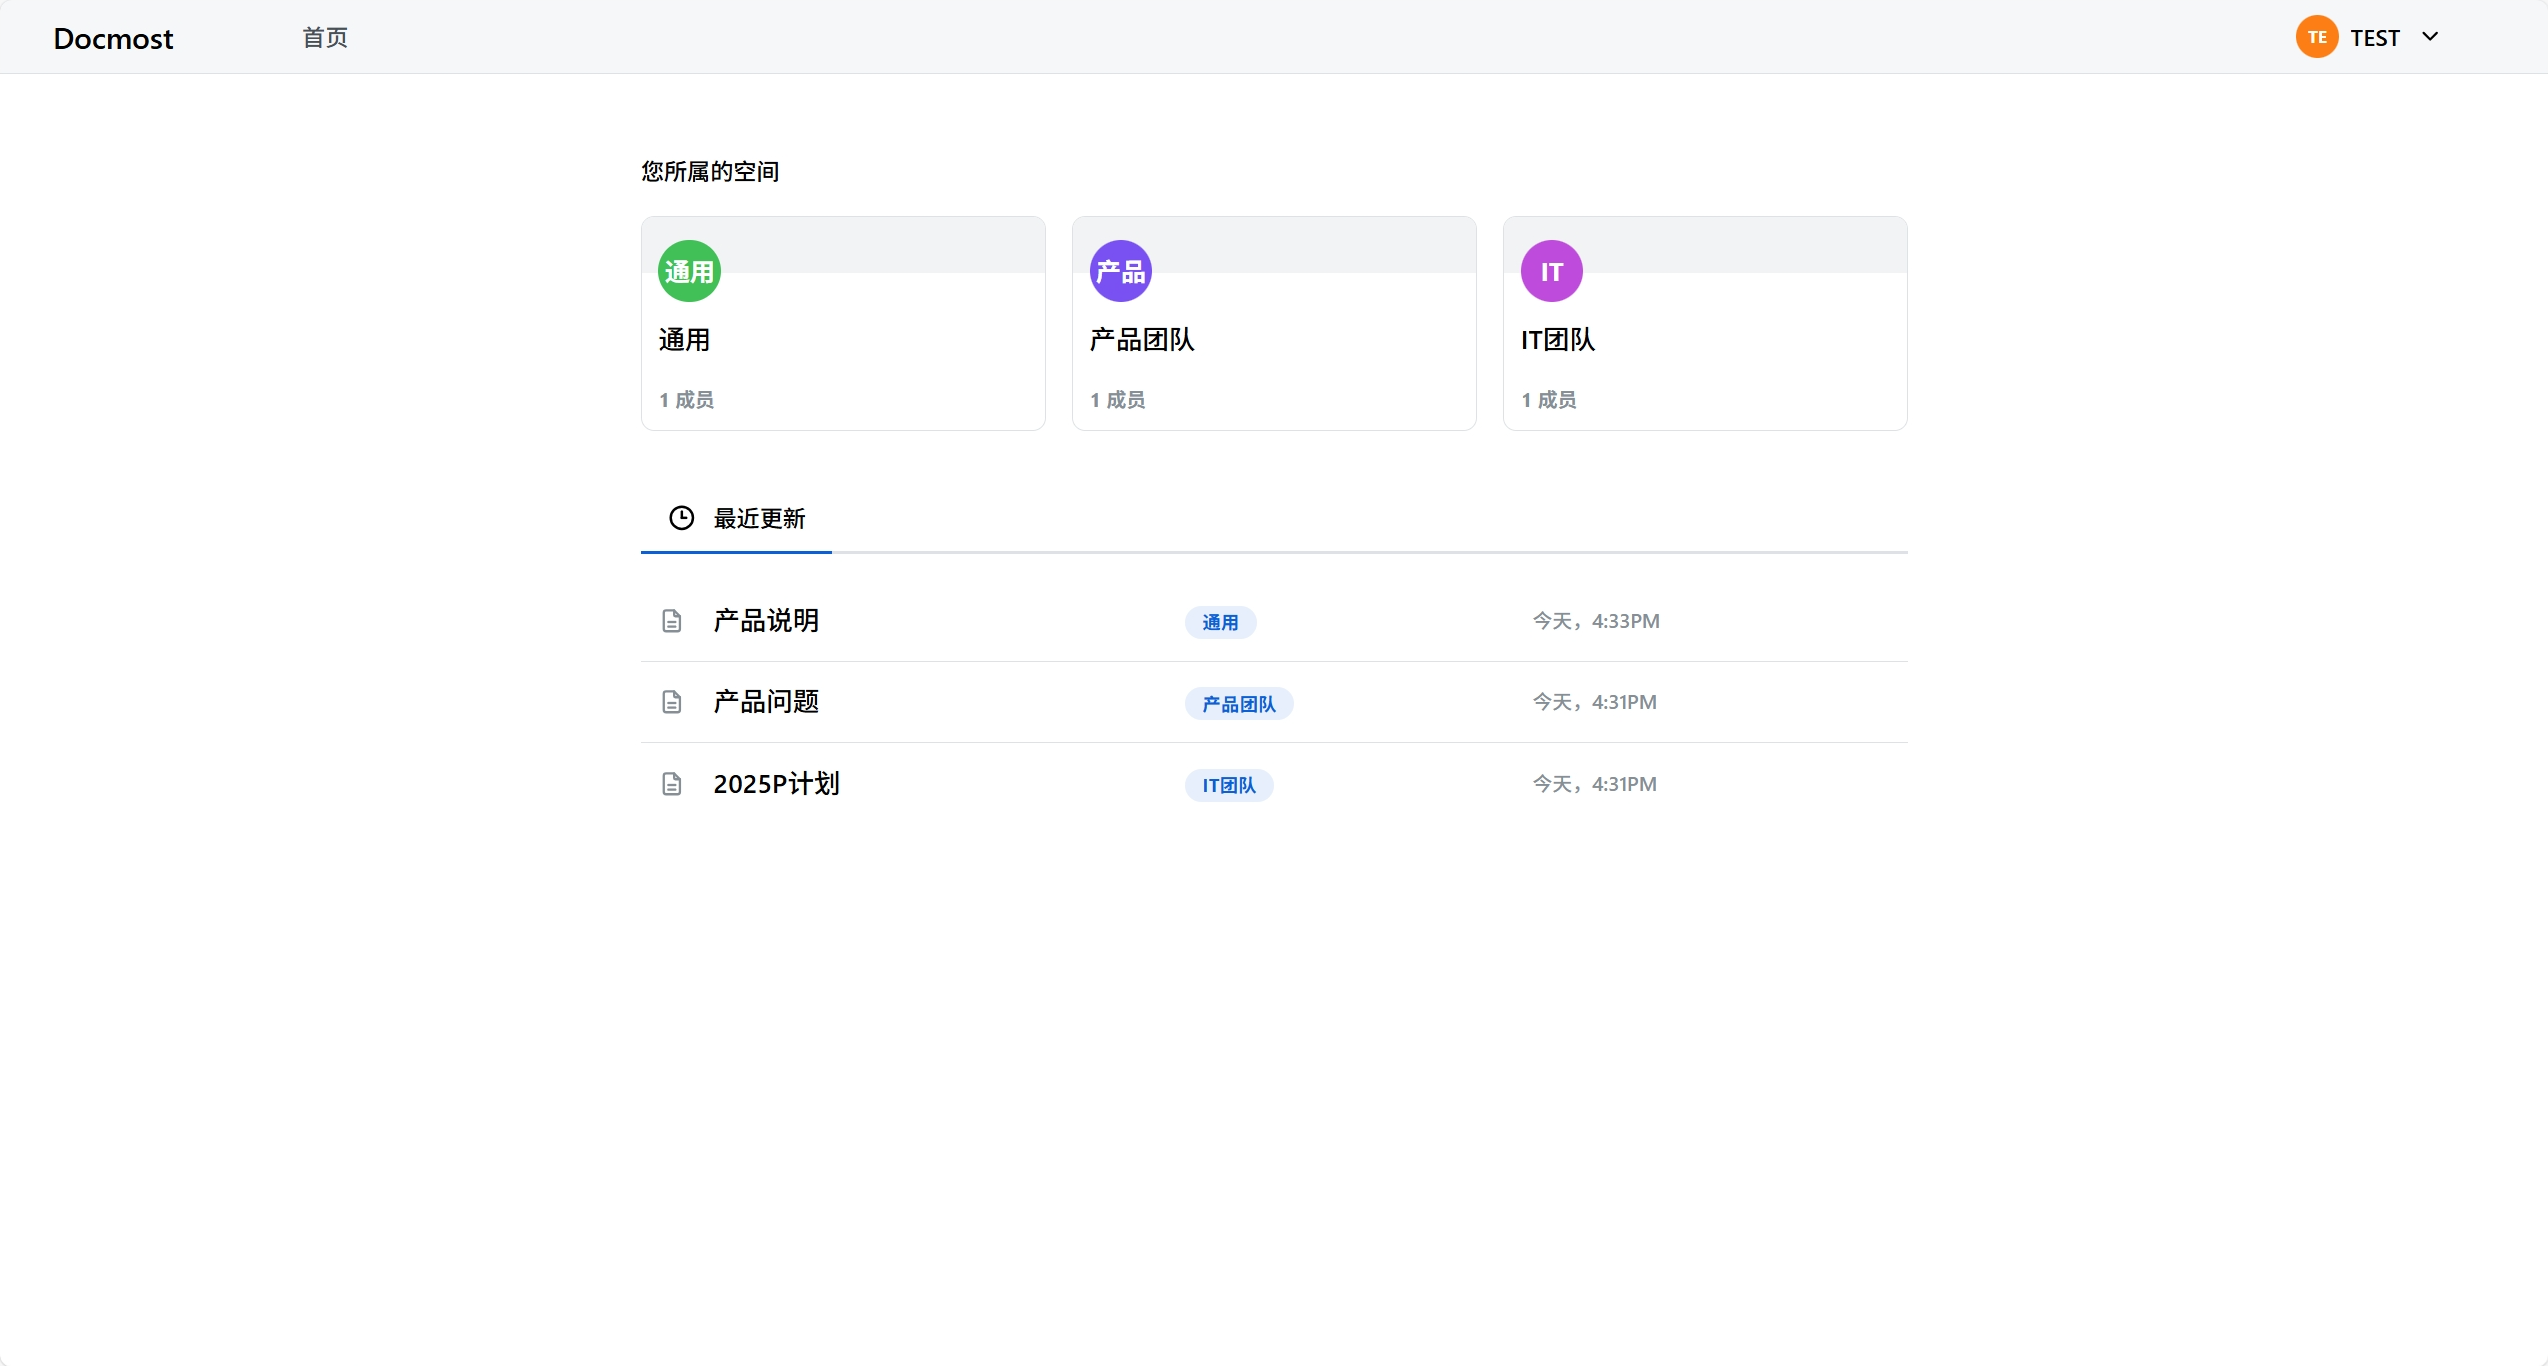 Docmost 首页 TE TEST
您所属的空间
通用 产品 IT
通用 产品团队 IT团队
1 成员 1 成员 1 成员
最近更新
产品说明 通用 今天，4:33PM
产品问题 产品团队 今天，4:31PM
2025P计划 IT团队 今天，4:31PM